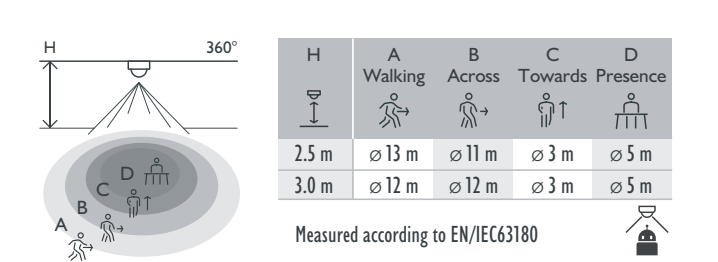 H 360°
D
C
B
A
H A B C D
Walking Across Towards Presence
2.5 m ⌀ 13 m ⌀ 11 m ⌀ 3 m ⌀ 5 m
3.0 m ⌀ 12 m ⌀ 12 m ⌀ 3 m ⌀ 5 m
Measured according to EN/IEC63180